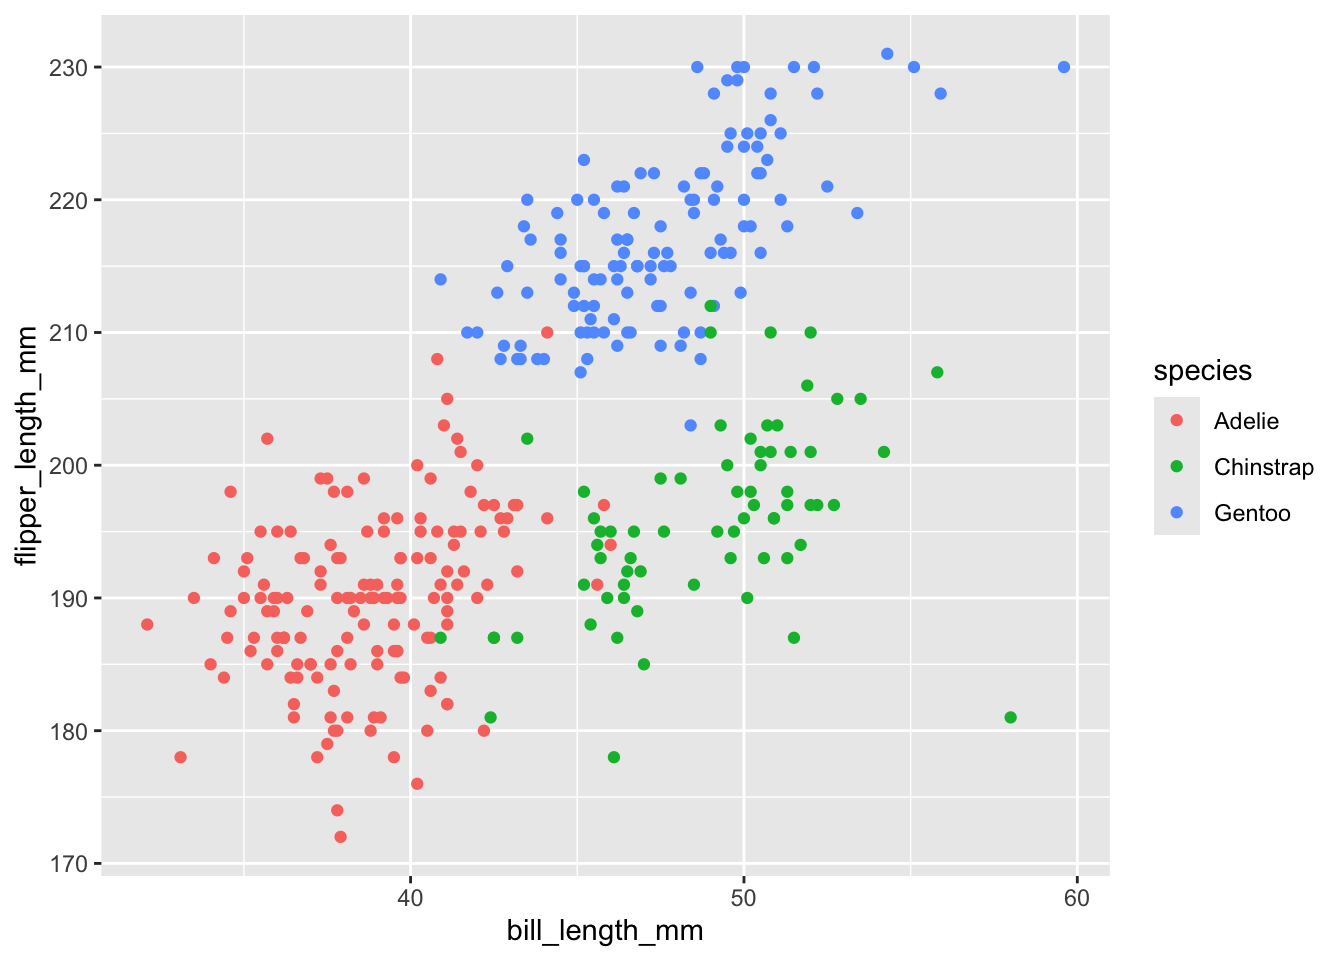 230
220
210
200
190
180
170
flipper_length_mm
40 50 60
bill_length_mm
species
Adelie
Chinstrap
Gentoo